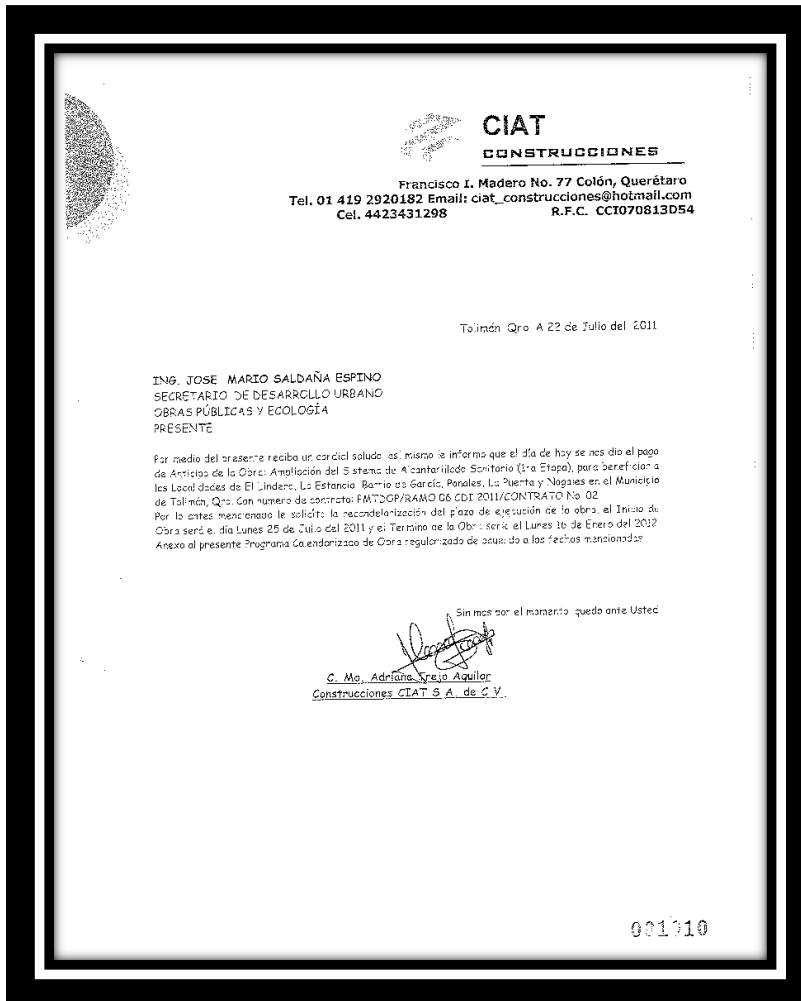 CIAT
CONSTRUCCIONES
Francisco I. Madero No. 77 Colón, Querétaro
Tel. 01 419 2920182 Email: ciat_construcciones@hotmail.com
Cel. 4423431298 R.F.C. CCI070813D54
Tolimán Qro A 22 de Julio del 2011
ING. JOSE MARIO SALDAÑA ESPINO
SECRETARIO DE DESARROLLO URBANO
OBRAS PÚBLICAS Y ECOLOGÍA
PRESENTE
Por medio del presente reciba un cordial saludo así mismo le informo que el día de hoy se nos dio el pago
de Anticipo de la Obra: Ampliación del Sistema de Alcantarillado Sanitario (1ra Etapa), para beneficiar a
las Localidades de El Lindero, La Estancia, Barrio de García, Panales, La Puerta y Nogales en el Municipio
de Tolimán, Qro. Con numero de contrato: PMTDOP/RAMO 06 CDI 2011/CONTRATO No. 02
Por lo antes mencionado le solicito la recandelarización del plazo de ejecución de la obra, el Inicio de
Obra será el día Lunes 25 de Julio del 2011 y el Termino de la Obra será el Lunes 16 de Enero del 2012
Anexo al presente Programa Calendarizado de Obra regularizado de acuerdo a las fechas mencionadas
Sin mas por el momento quedo ante Usted
C. Ma. Adriana Trejo Aguilar
Construcciones CIAT S.A. de C.V.